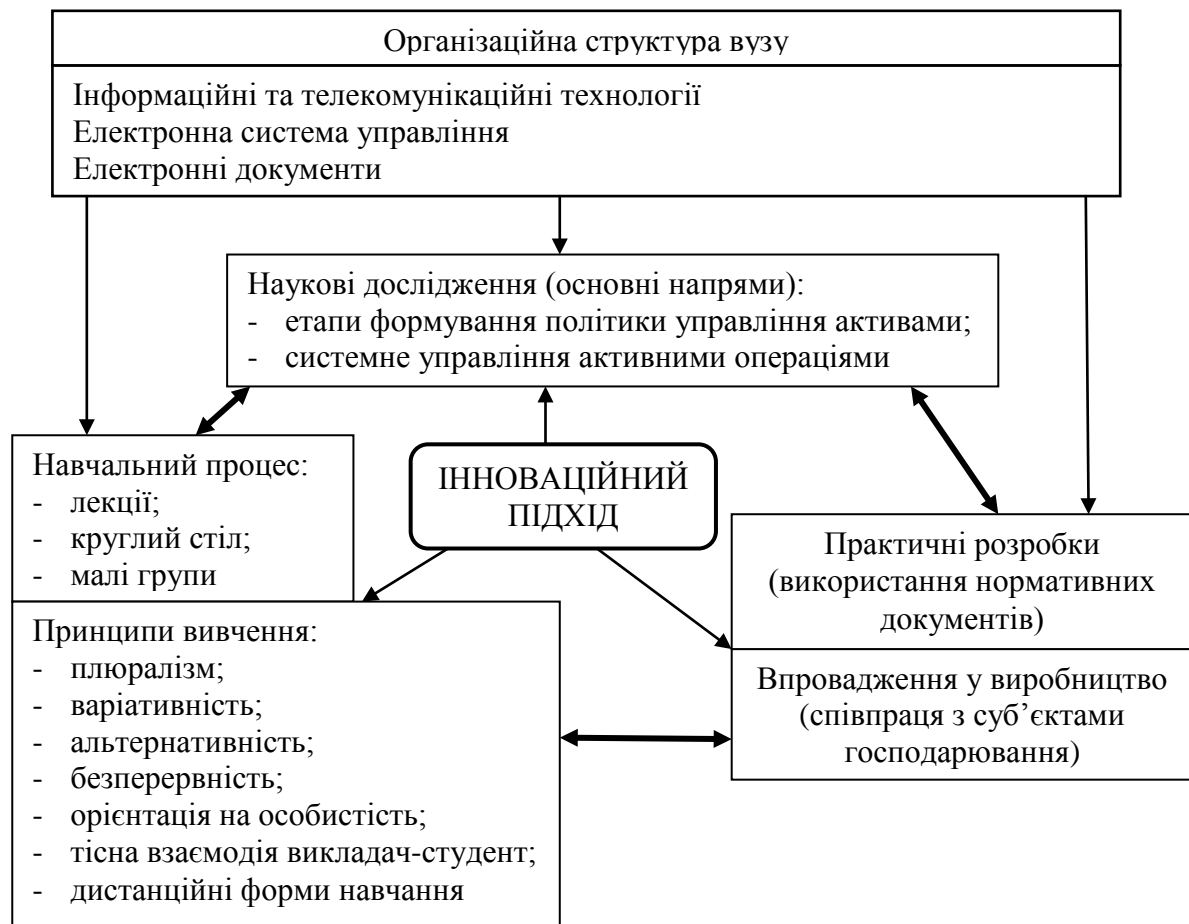 Організаційна структура вузу
Інформаційні та телекомунікаційні технології
Електронна система управління
Електронні документи
Наукові дослідження (основні напрями):
- етапи формування політики управління активами;
- системне управління активними операціями
Навчальний процес:
- лекції;
- круглий стіл;
- малі групи
ІННОВАЦІЙНИЙ
ПІДХІД
Практичні розробки
(використання нормативних
документів)
Принципи вивчення:
- плюралізм;
- варіативність;
- альтернативність;
- безперервність;
- орієнтація на особистість;
- тісна взаємодія викладач-студент;
- дистанційні форми навчання
Впровадження у виробництво
(співпраця з суб’єктами
господарювання)